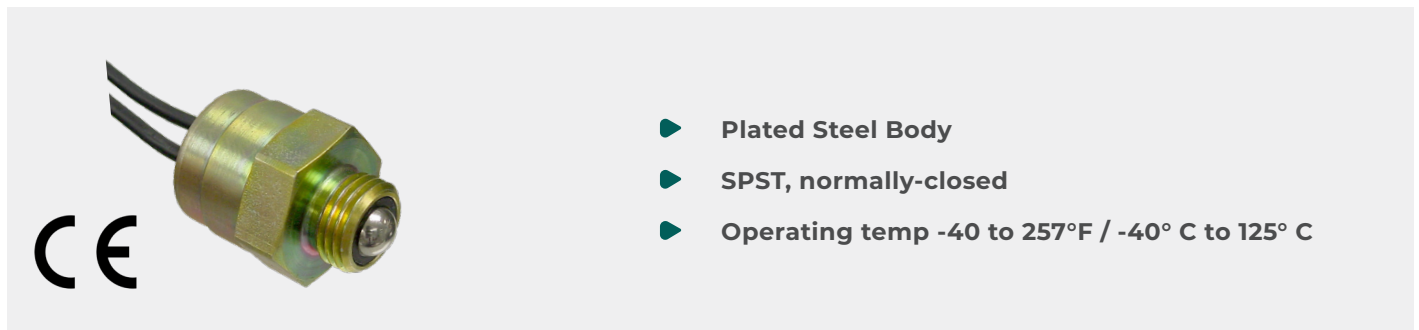 CE
Plated Steel Body
SPST, normally-closed
Operating temp -40 to 257°F / -40° C to 125° C